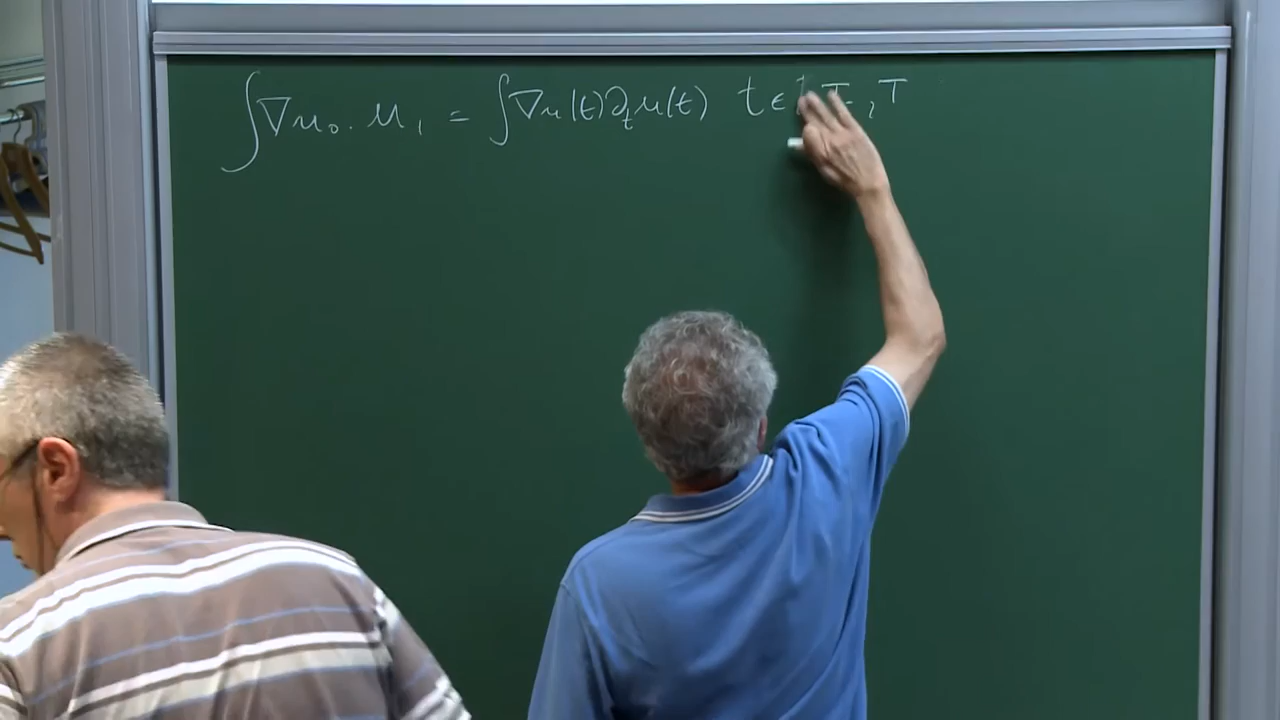 ∫∇u₀. u₁ = ∫∇u(t)∂ₜu(t) t ∈ , T